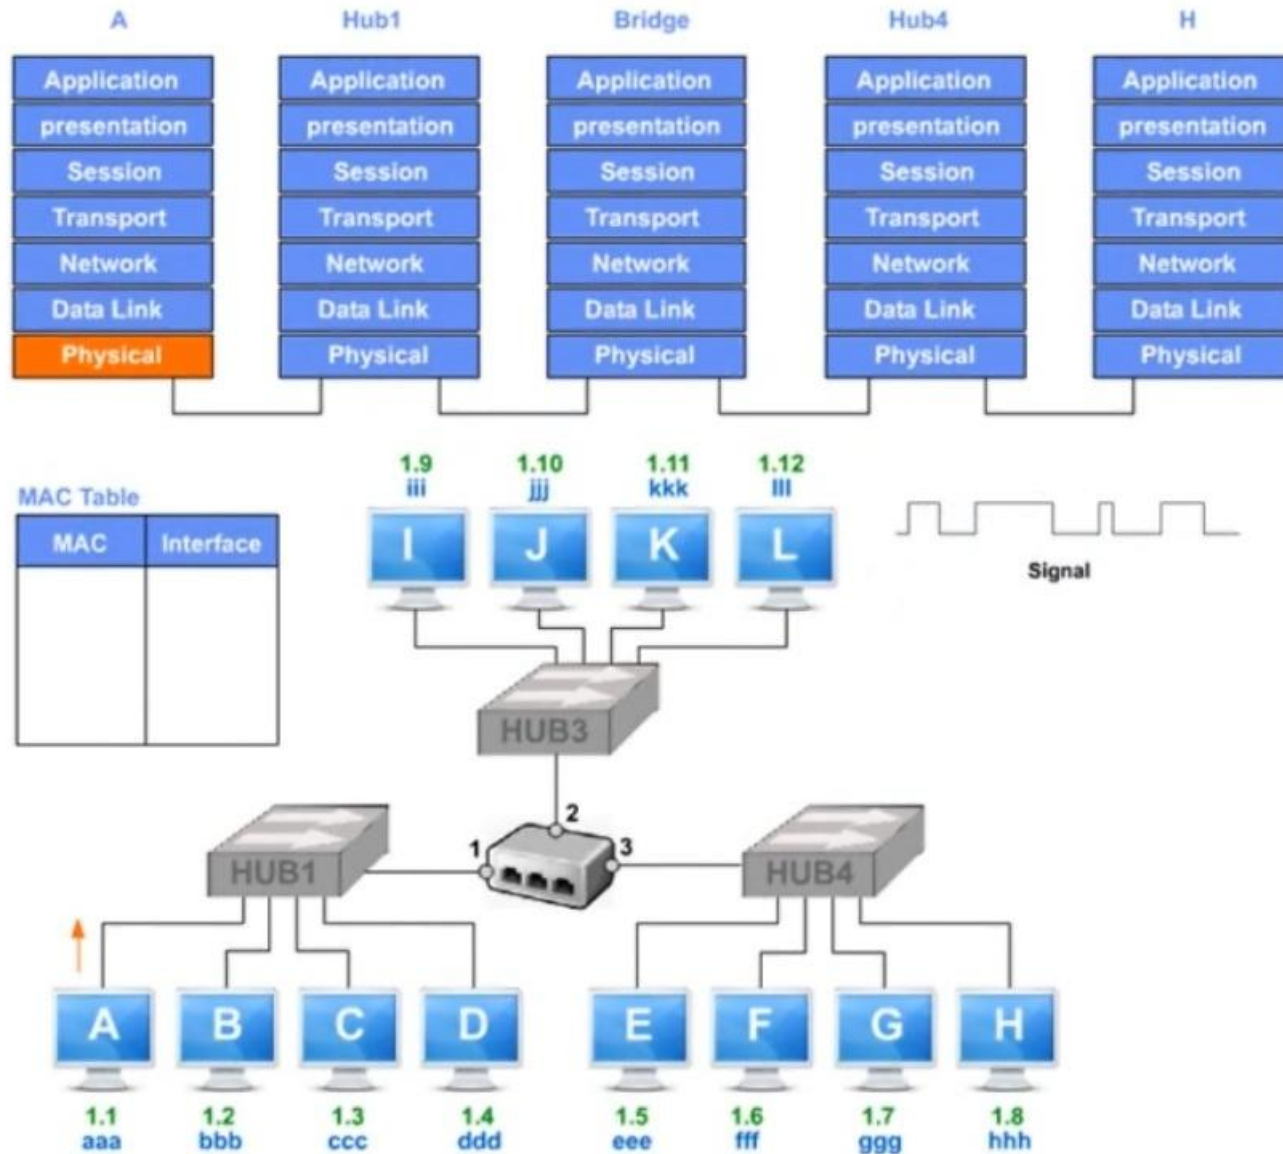 A Hub1 Bridge Hub4 H
Application Application Application Application Application
presentation presentation presentation presentation presentation
Session Session Session Session Session
Transport Transport Transport Transport Transport
Network Network Network Network Network
Data Link Data Link Data Link Data Link Data Link
Physical Physical Physical Physical Physical
1.9 1.10 1.11 1.12
iii jjj kkk lll
MAC Table
MAC Interface
I J K L
Signal
HUB3
2
1 3
HUB1 HUB4
A B C D E F G H
1.1 1.2 1.3 1.4 1.5 1.6 1.7 1.8
aaa bbb ccc ddd eee fff ggg hhh